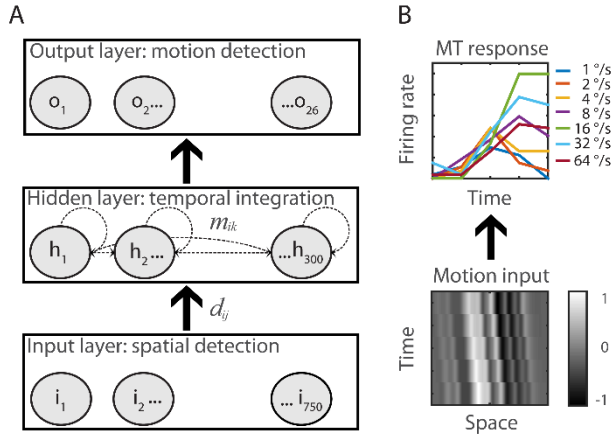 A
Output layer: motion detection
o1 o2... ...o26
Hidden layer: temporal integration
mik
h1 h2... ...h300
dij
Input layer: spatial detection
i1 i2... ... i750
B
MT response
Firing rate
1 °/s
2 °/s
4 °/s
8 °/s
16 °/s
32 °/s
64 °/s
Time
Motion input
Time
1
0
-1
Space